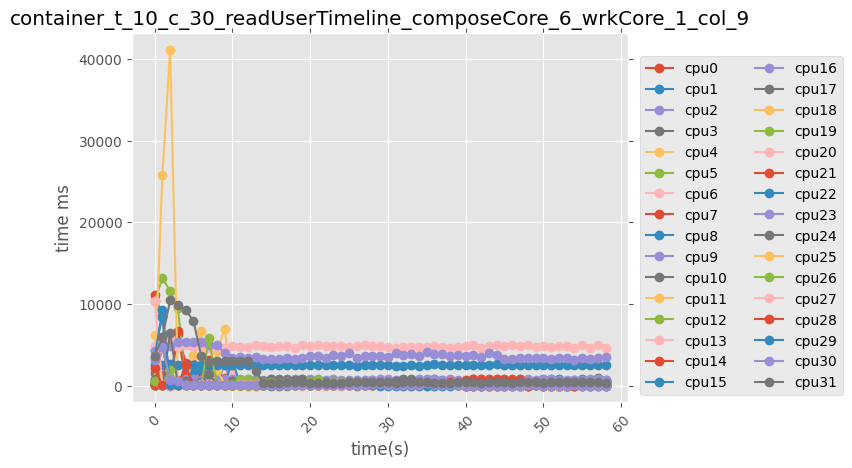 container_t_10_c_30_readUserTimeline_composeCore_6_wrkCore_1_col_9
time ms
40000
30000
20000
10000
0
0
10
20
30
40
50
60
time(s)
cpu0
cpu1
cpu2
cpu3
cpu4
cpu5
cpu6
cpu7
cpu8
cpu9
cpu10
cpu11
cpu12
cpu13
cpu14
cpu15
cpu16
cpu17
cpu18
cpu19
cpu20
cpu21
cpu22
cpu23
cpu24
cpu25
cpu26
cpu27
cpu28
cpu29
cpu30
cpu31